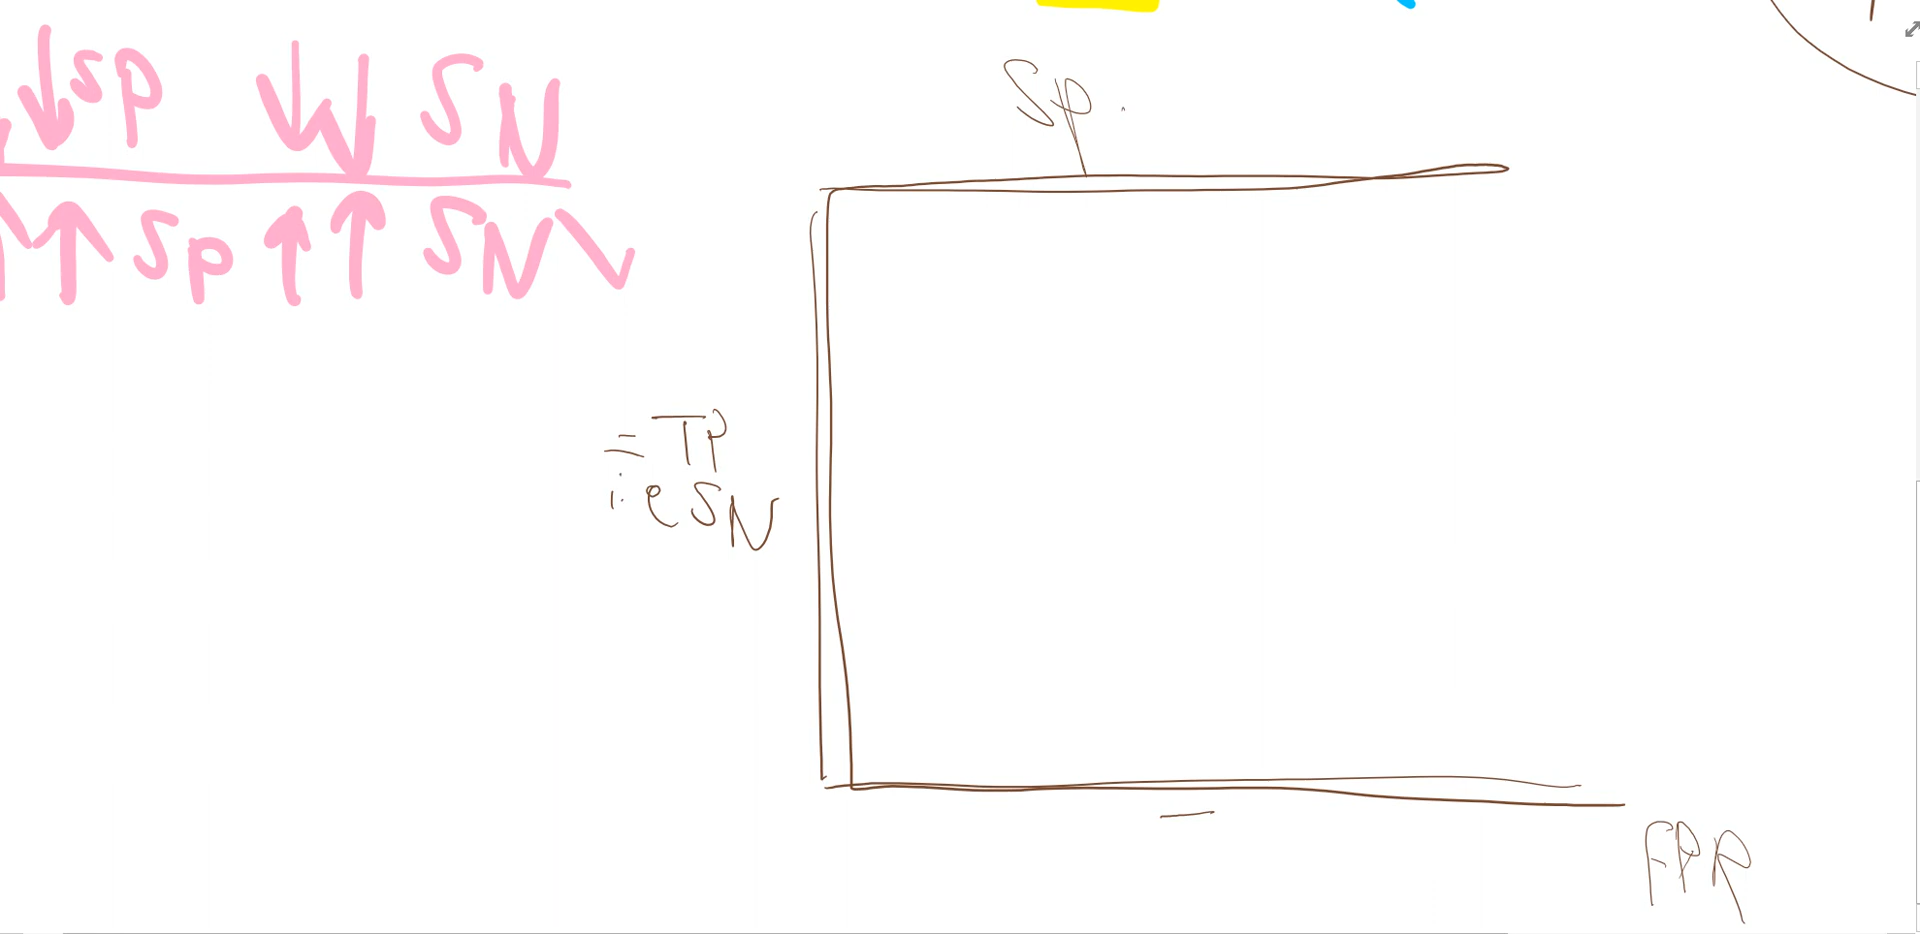 ↓sp ↓↓ SN
↑sp ↑↑ SN
Sp.
= TP
i.e SN
FPR